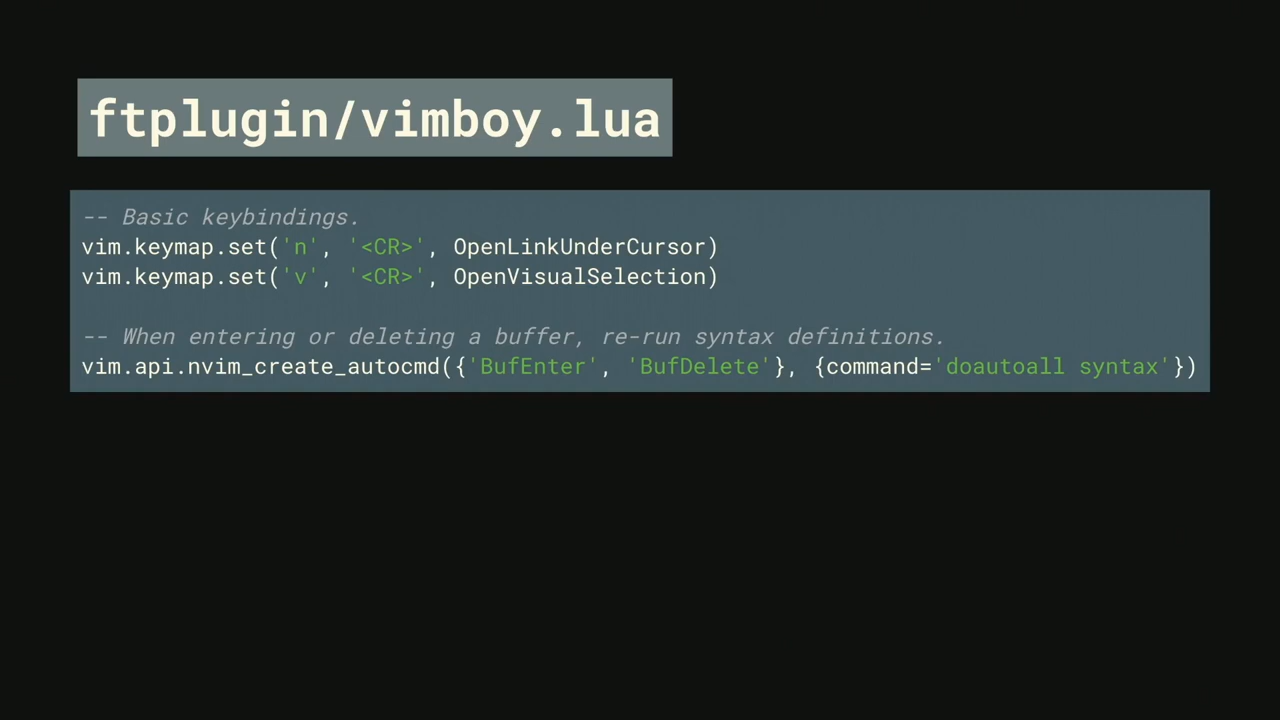 ftplugin/vimboy.lua
-- Basic keybindings.
vim.keymap.set('n', '<CR>', OpenLinkUnderCursor)
vim.keymap.set('v', '<CR>', OpenVisualSelection)
-- When entering or deleting a buffer, re-run syntax definitions.
vim.api.nvim_create_autocmd({'BufEnter', 'BufDelete'}, {command='doautoall syntax'})